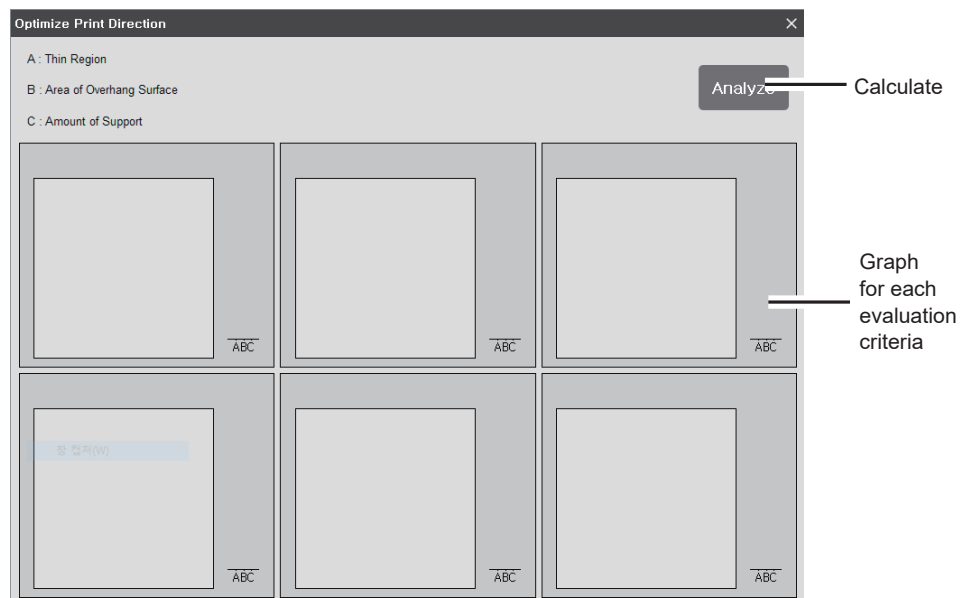 Optimize Print Direction
A : Thin Region
B : Area of Overhang Surface
C : Amount of Support
Analyze
Calculate
ABC
ABC
ABC
Graph
for each
evaluation
criteria
창 캡처(W)
ABC
ABC
ABC